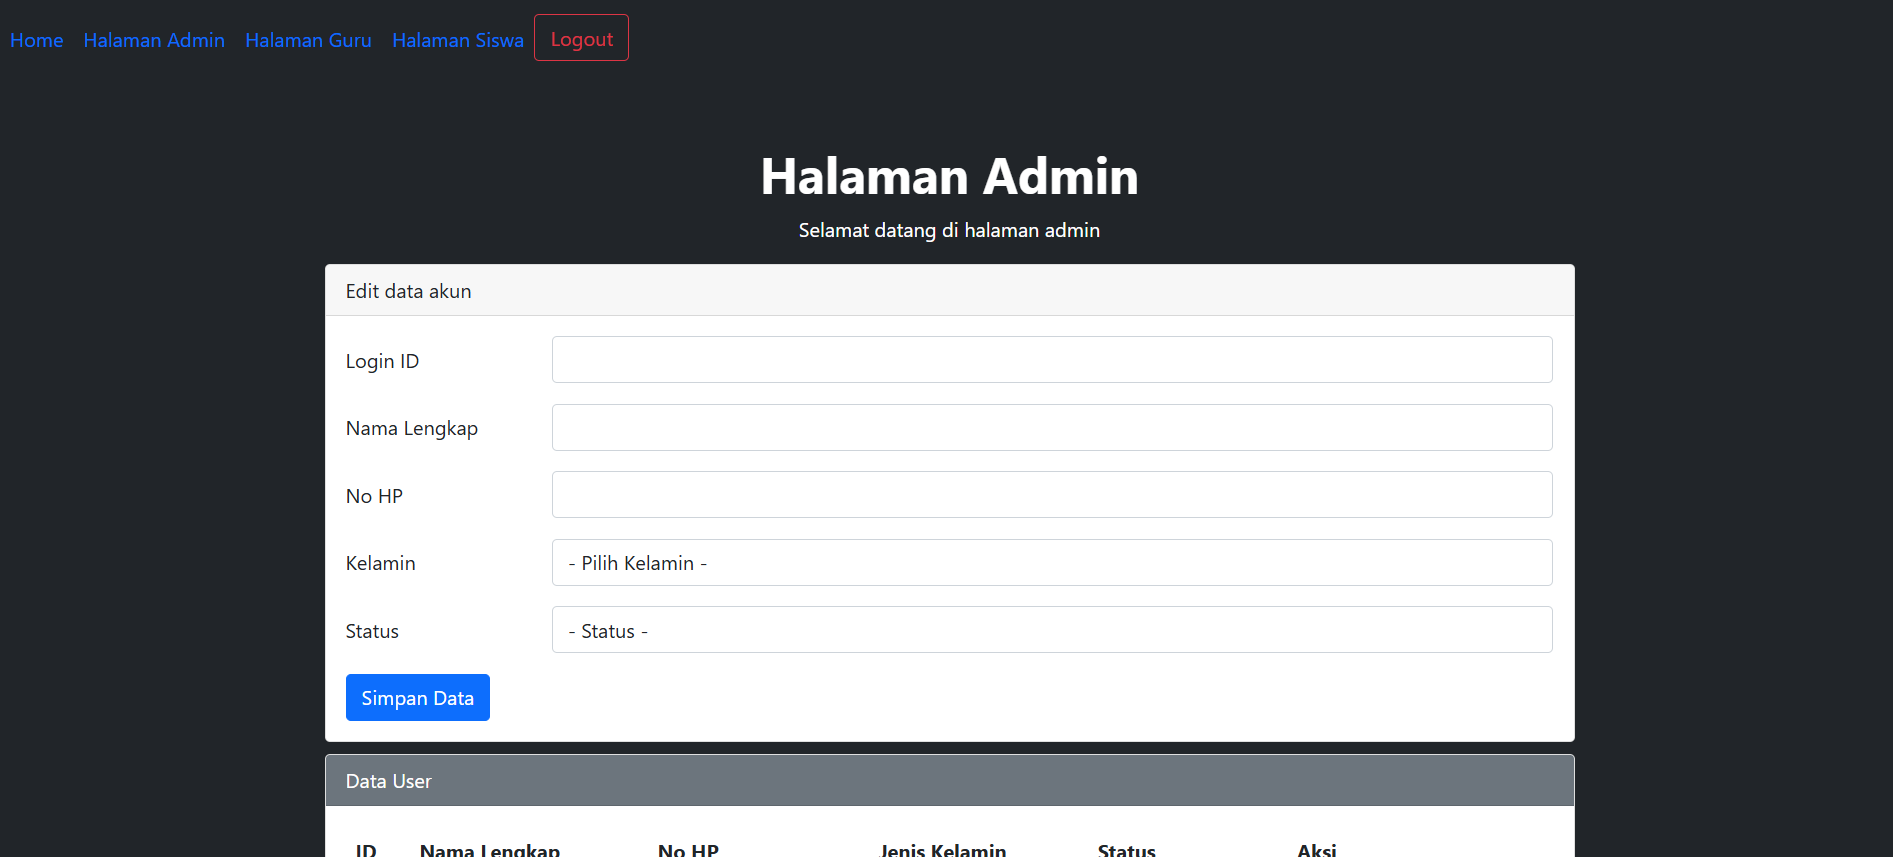 Home Halaman Admin Halaman Guru Halaman Siswa Logout
Halaman Admin
Selamat datang di halaman admin
Edit data akun
Login ID
Nama Lengkap
No HP
Kelamin - Pilih Kelamin -
Status - Status -
Simpan Data
Data User
ID Nama Lengkap No HP Jenis Kelamin Status Aksi